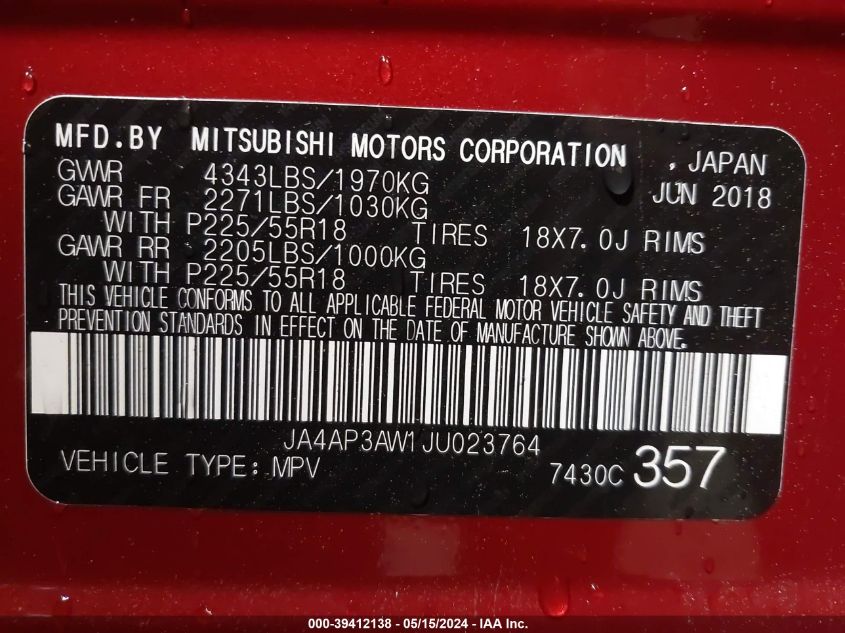 MFD.BY MITSUBISHI MOTORS CORPORATION , JAPAN
GVWR 4343LBS/1970KG JUN 2018
GAWR FR 2271LBS/1030KG
WITH P225/55R18 TIRES 18X7.0J RIMS
GAWR RR 2205LBS/1000KG
WITH P225/55R18 TIRES 18X7.0J RIMS
THIS VEHICLE CONFORMS TO ALL APPLICABLE FEDERAL MOTOR VEHICLE SAFETY AND THEFT
PREVENTION STANDARDS IN EFFECT ON THE DATE OF MANUFACTURE SHOWN ABOVE.
JA4AP3AW1JU023764
VEHICLE TYPE: MPV 7430C 357
000-39412138 - 05/15/2024 - IAA Inc.